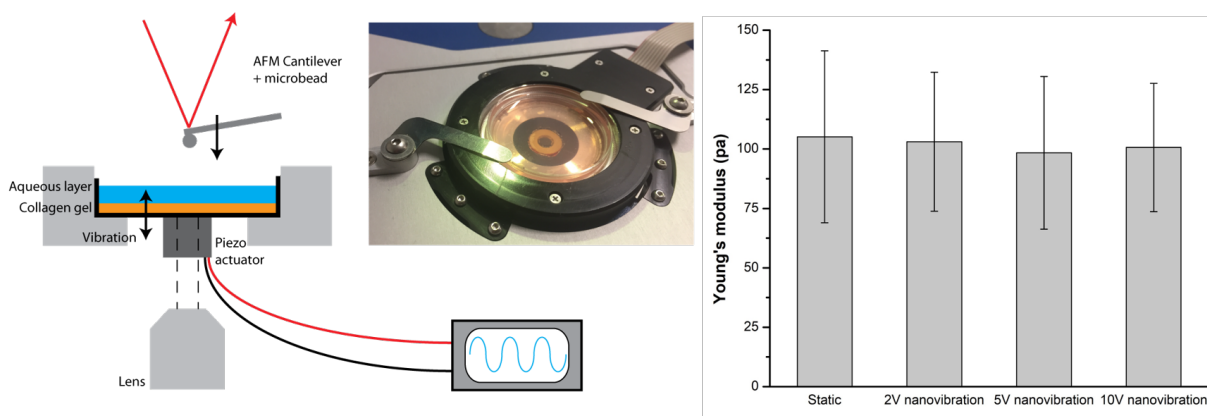 AFM Cantilever
+ microbead
Aqueous layer
Collagen gel
Vibration
Piezo
actuator
Lens
Young's modulus (pa)
150
125
100
75
50
25
0
Static
2V nanovibration
5V nanovibration
10V nanovibration